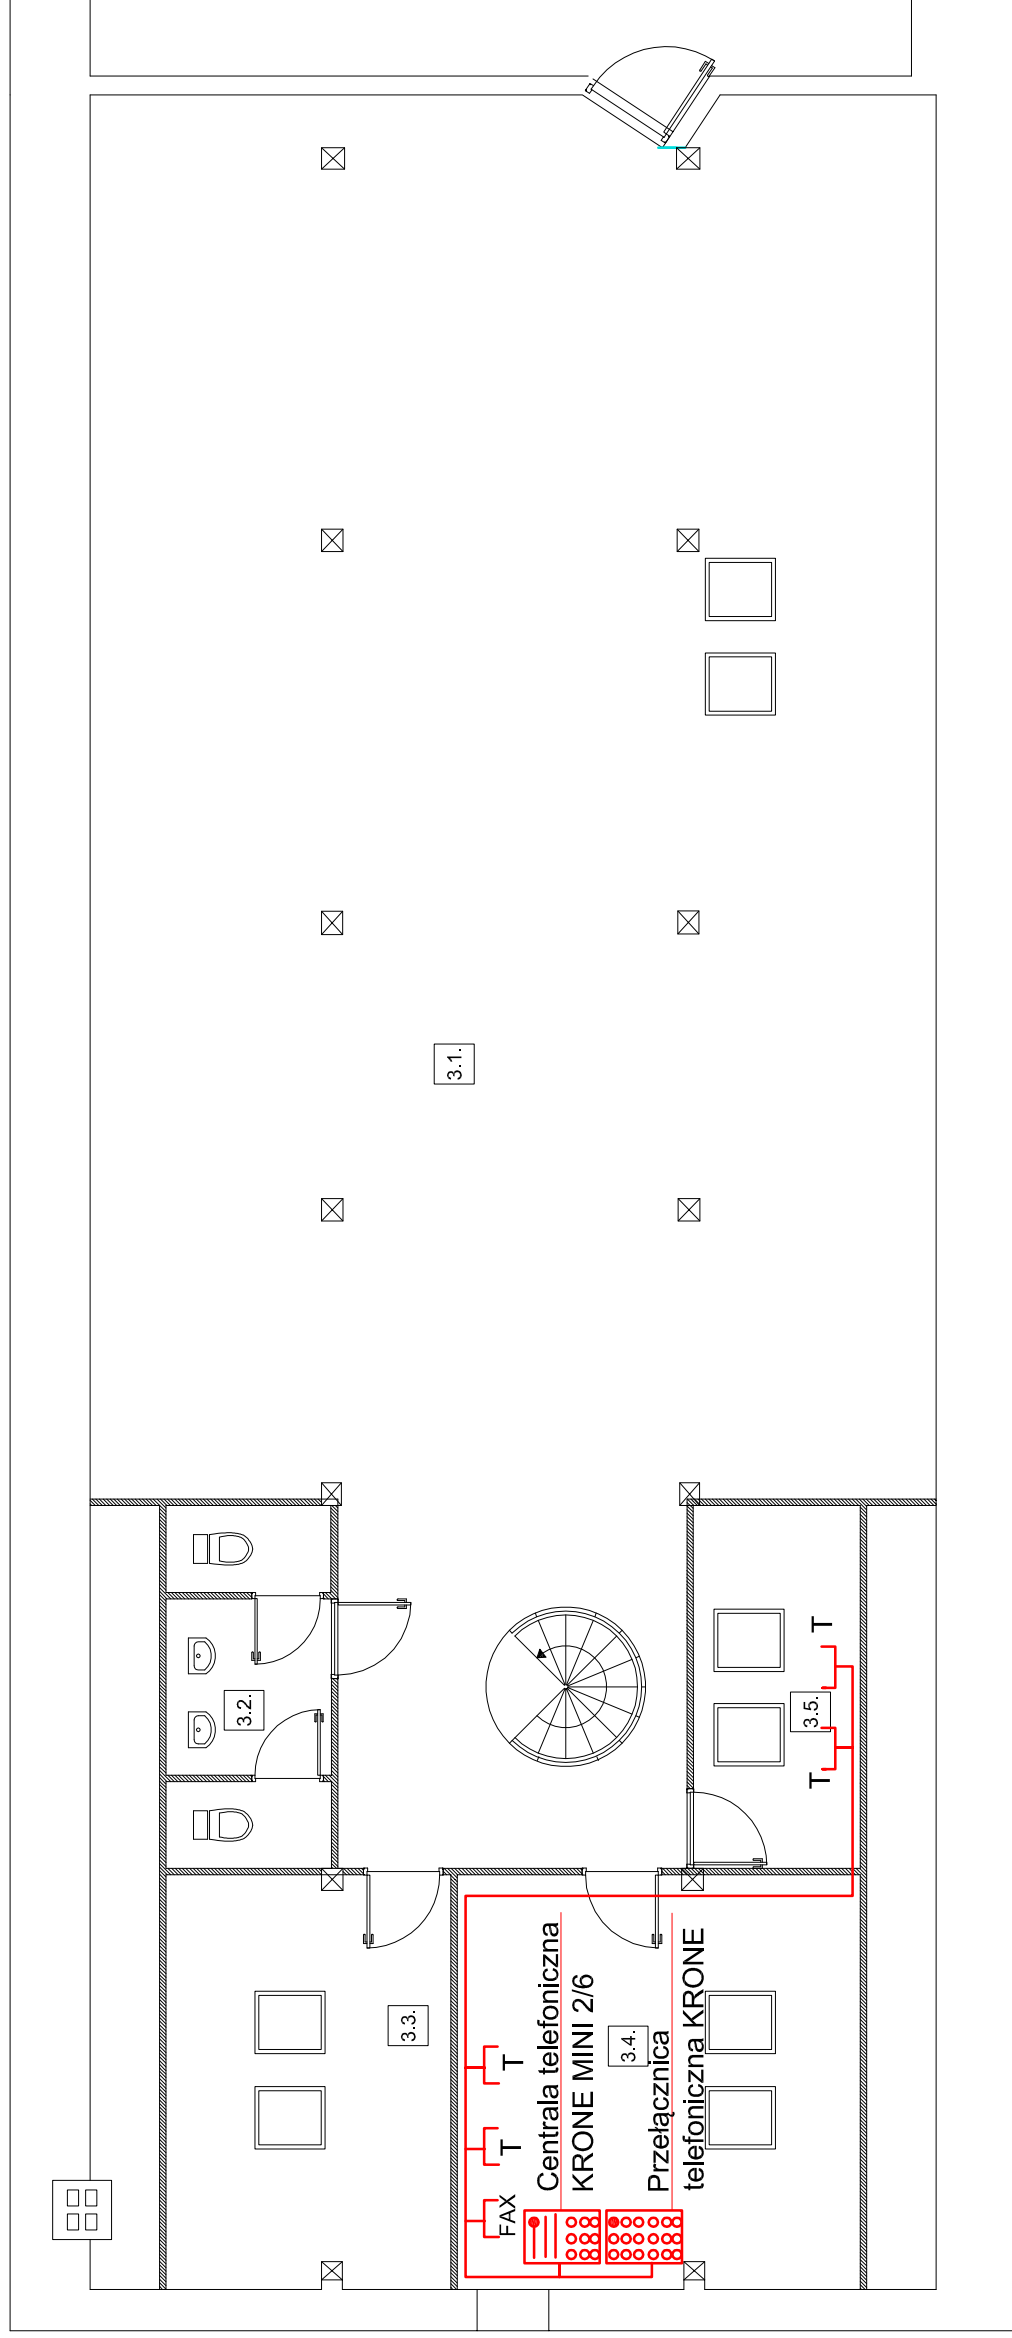 3.1.
3.2.
3.3.
3.4.
3.5.
T
T
T
T
FAX
Centrala telefoniczna
KRONE MINI 2/6
Przełącznica
telefoniczna KRONE